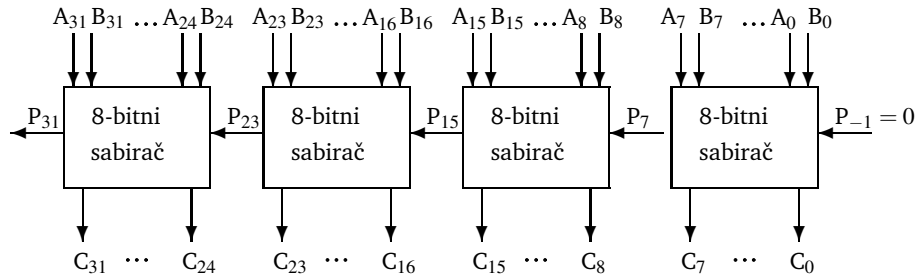 A31 B31 ... A24 B24 A23 B23 ... A16 B16 A15 B15 ... A8 B8 A7 B7 ... A0 B0
P31 8-bitni P23 8-bitni P15 8-bitni P7 8-bitni P−1 = 0
sabirač sabirač sabirač sabirač
C31 ... C24 C23 ... C16 C15 ... C8 C7 ... C0